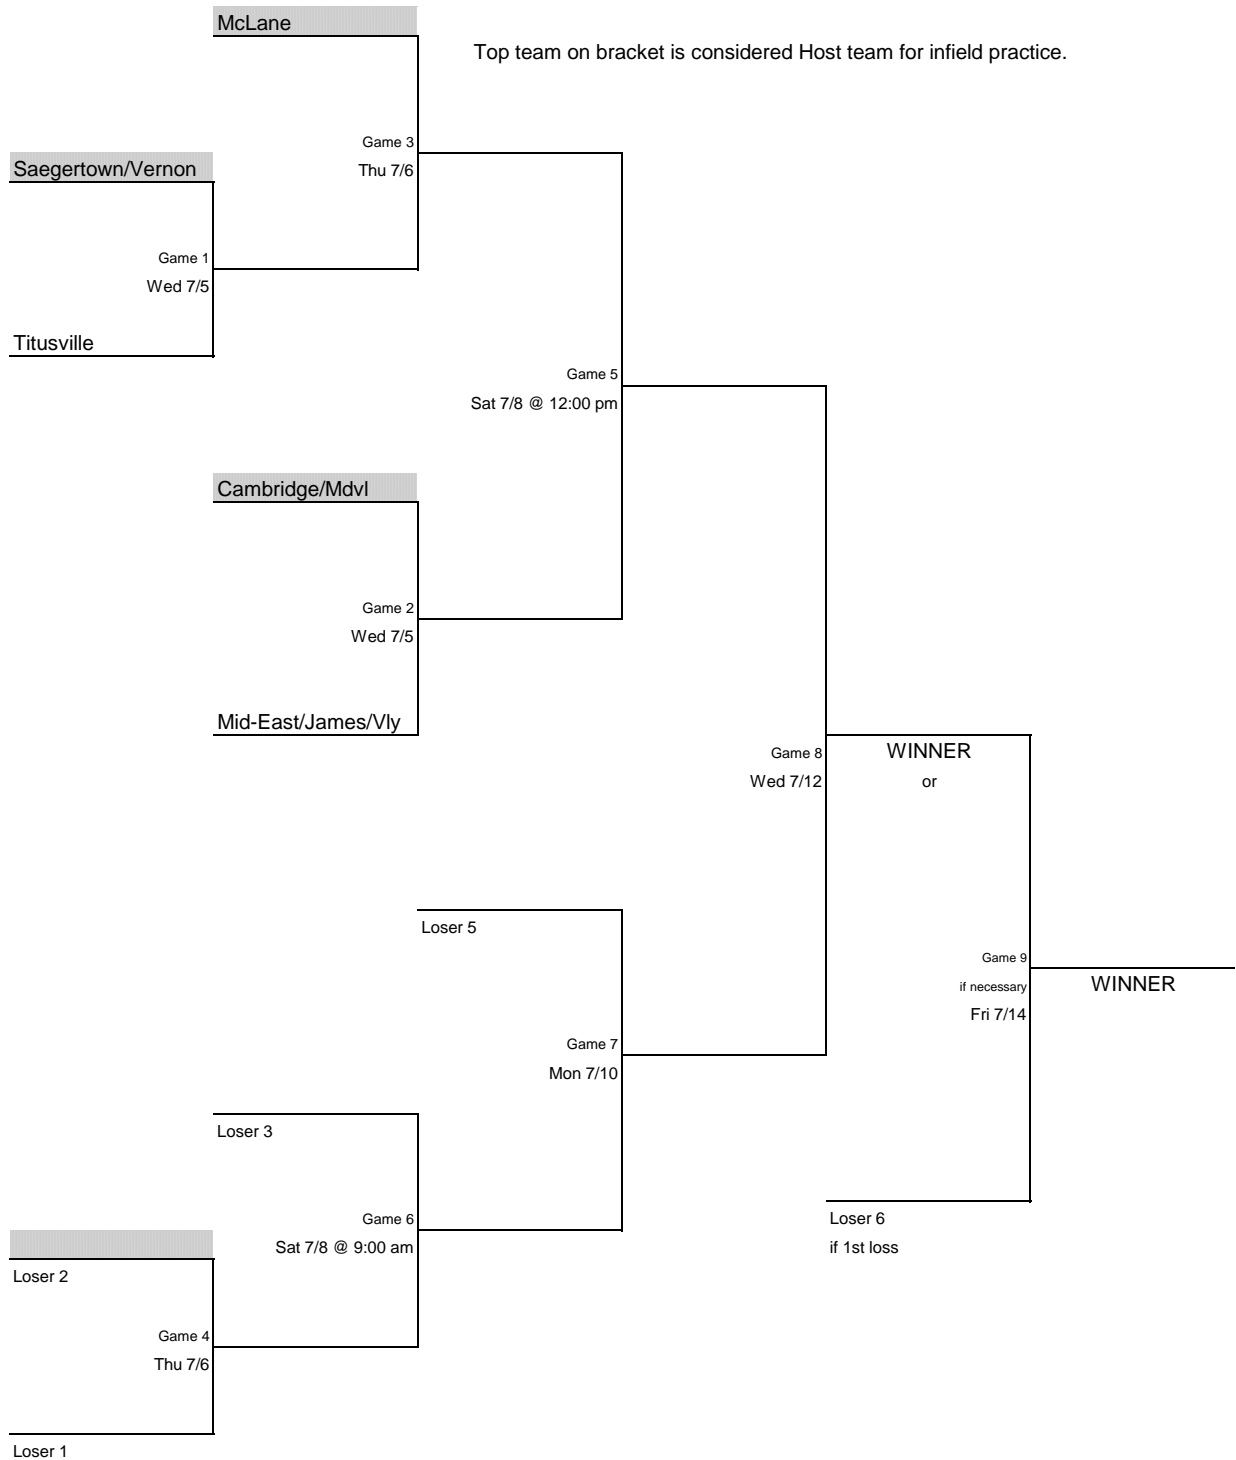 McLane
Top team on bracket is considered Host team for infield practice.
Game 3
Saegertown/Vernon
Thu 7/6
Game 1
Wed 7/5
Titusville
Game 5
Sat 7/8 @ 12:00 pm
Cambridge/Mdvl
Game 2
Wed 7/5
Mid-East/James/Vly
Game 8
WINNER
Wed 7/12
or
Loser 5
Game 9
if necessary
WINNER
Fri 7/14
Game 7
Mon 7/10
Loser 3
Game 6
Loser 6
Sat 7/8 @ 9:00 am
if 1st loss
Loser 2
Game 4
Thu 7/6
Loser 1